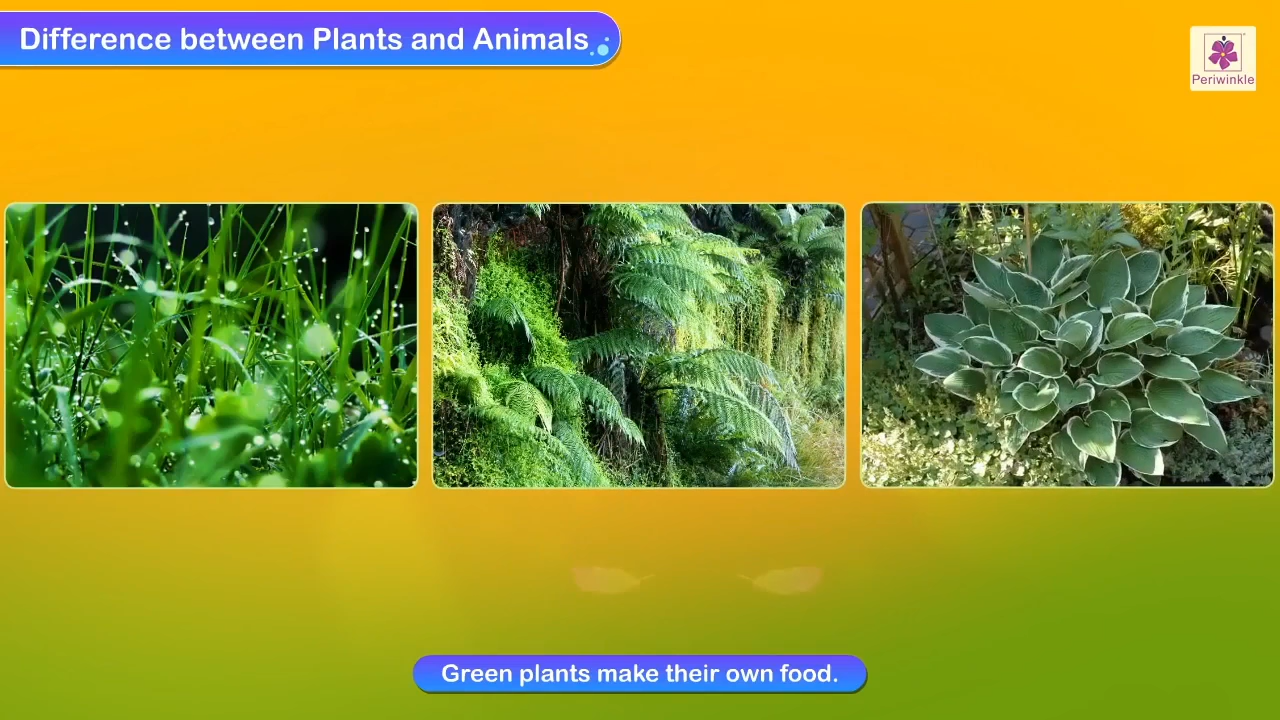 Difference between Plants and Animals
Periwinkle
Green plants make their own food.